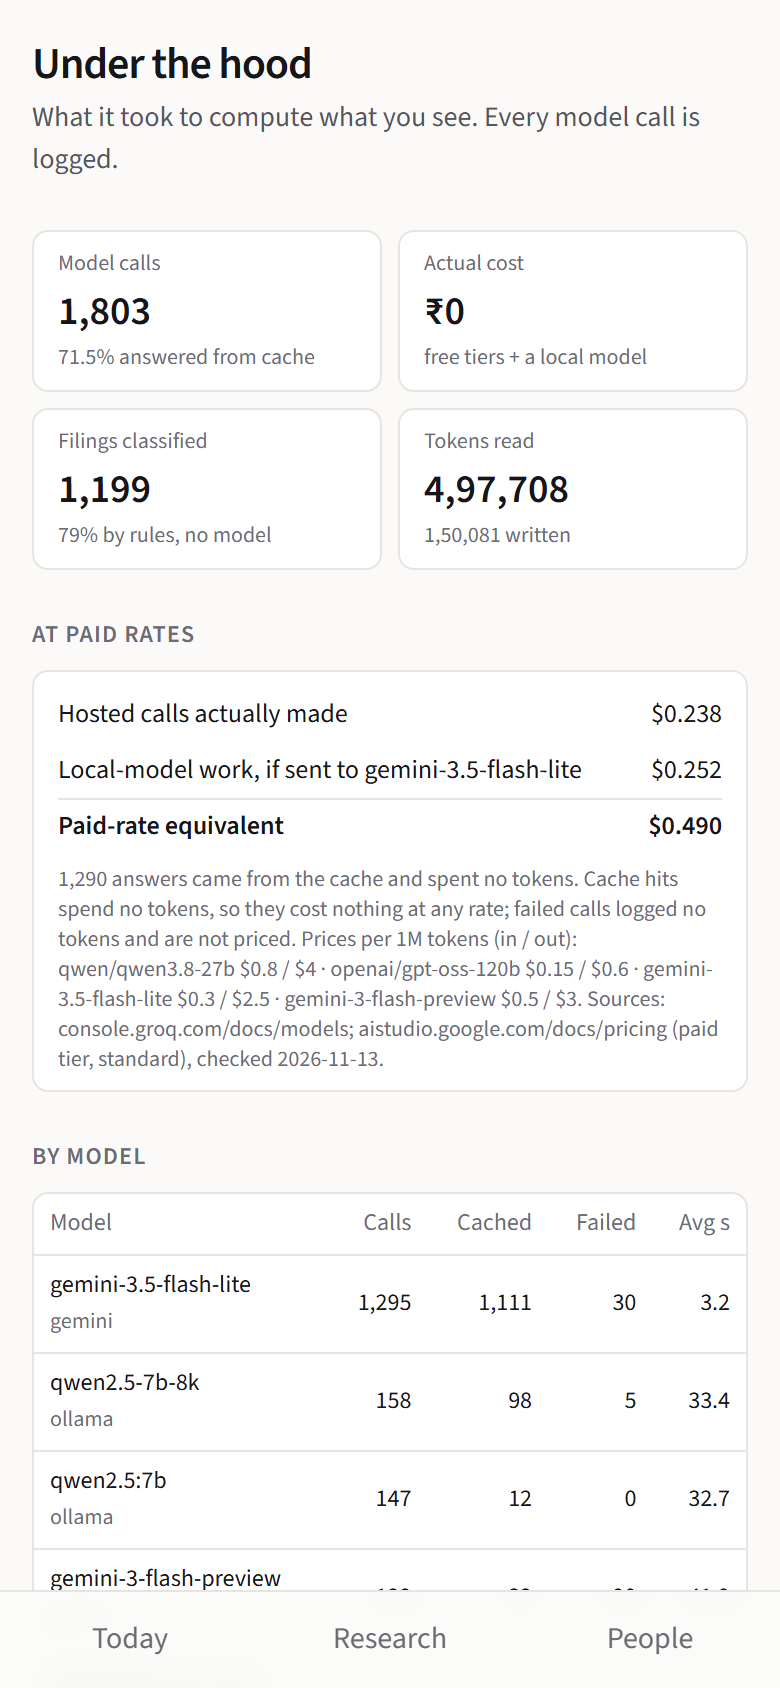 Under the hood
What it took to compute what you see. Every model call is
logged.
Model calls
1,803
71.5% answered from cache
Actual cost
₹0
free tiers + a local model
Filings classified
1,199
79% by rules, no model
Tokens read
4,97,708
1,50,081 written
AT PAID RATES
Hosted calls actually made $0.238
Local-model work, if sent to gemini-3.5-flash-lite $0.252
Paid-rate equivalent $0.490
1,290 answers came from the cache and spent no tokens. Cache hits
spend no tokens, so they cost nothing at any rate; failed calls logged no
tokens and are not priced. Prices per 1M tokens (in / out):
qwen/qwen3.8-27b $0.8 / $4 · openai/gpt-oss-120b $0.15 / $0.6 · gemini-
3.5-flash-lite $0.3 / $2.5 · gemini-3-flash-preview $0.5 / $3. Sources:
console.groq.com/docs/models; aistudio.google.com/docs/pricing (paid
tier, standard), checked 2026-11-13.
BY MODEL
Model Calls Cached Failed Avg s
gemini-3.5-flash-lite
gemini
1,295 1,111 30 3.2
qwen2.5-7b-8k
ollama
158 98 5 33.4
qwen2.5:7b
ollama
147 12 0 32.7
gemini-3-flash-preview
Today Research People